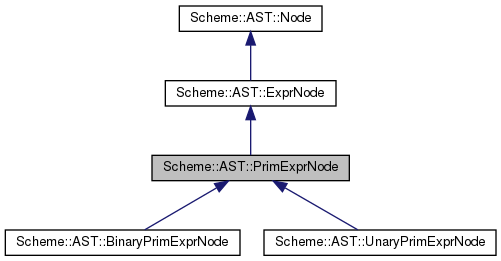 Scheme::AST::Node
Scheme::AST::ExprNode
Scheme::AST::PrimExprNode
Scheme::AST::BinaryPrimExprNode
Scheme::AST::UnaryPrimExprNode